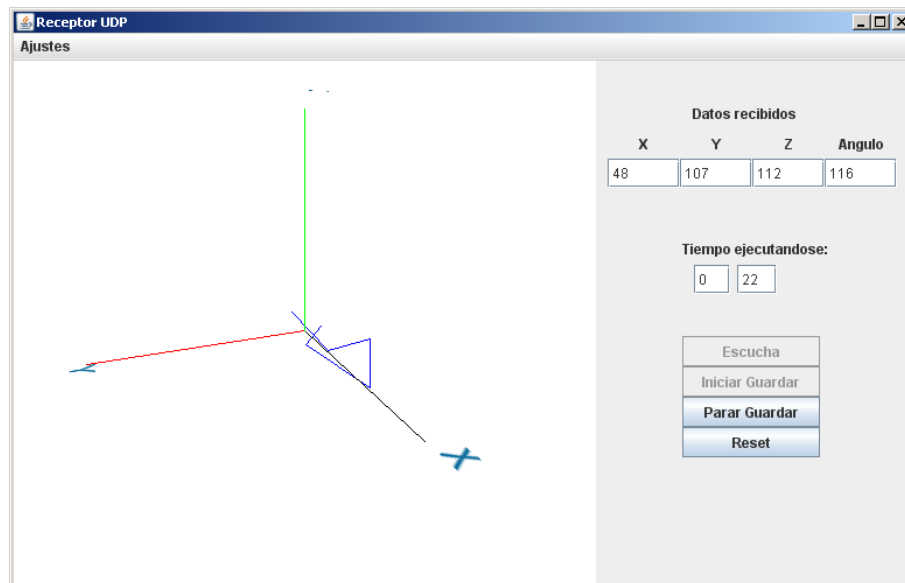 Receptor UDP
Ajustes
Datos recibidos
X Y Z Angulo
48 107 112 116
Tiempo ejecutandose:
0 22
Escucha
Iniciar Guardar
Parar Guardar
Reset
Y
X